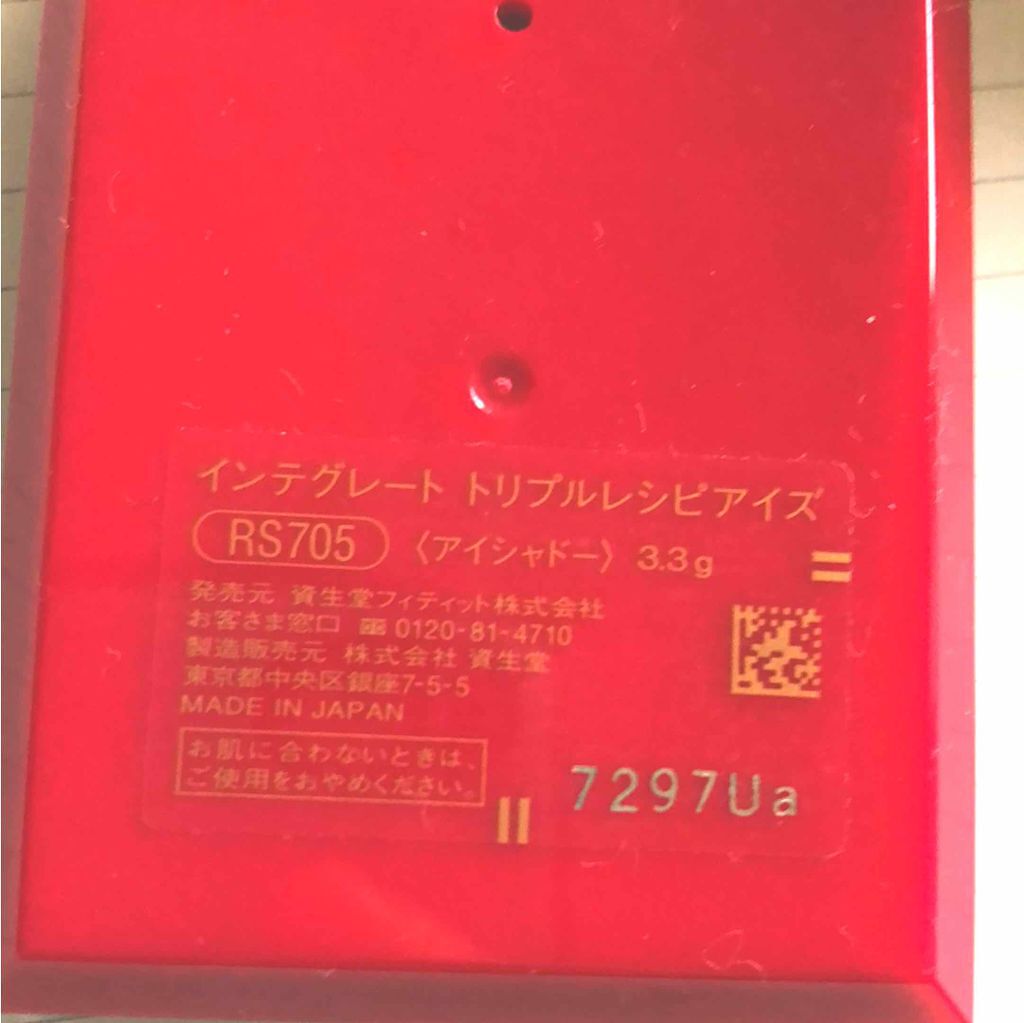 インテグレート トリプルレシピアイズ
RS705 〈アイシャドー〉 3.3g
発売元 資生堂フィティット株式会社
お客さま窓口 0120-81-4710
製造販売元 株式会社 資生堂
東京都中央区銀座7-5-5
MADE IN JAPAN
お肌に合わないときは、
ご使用をおやめください。
7297Ua